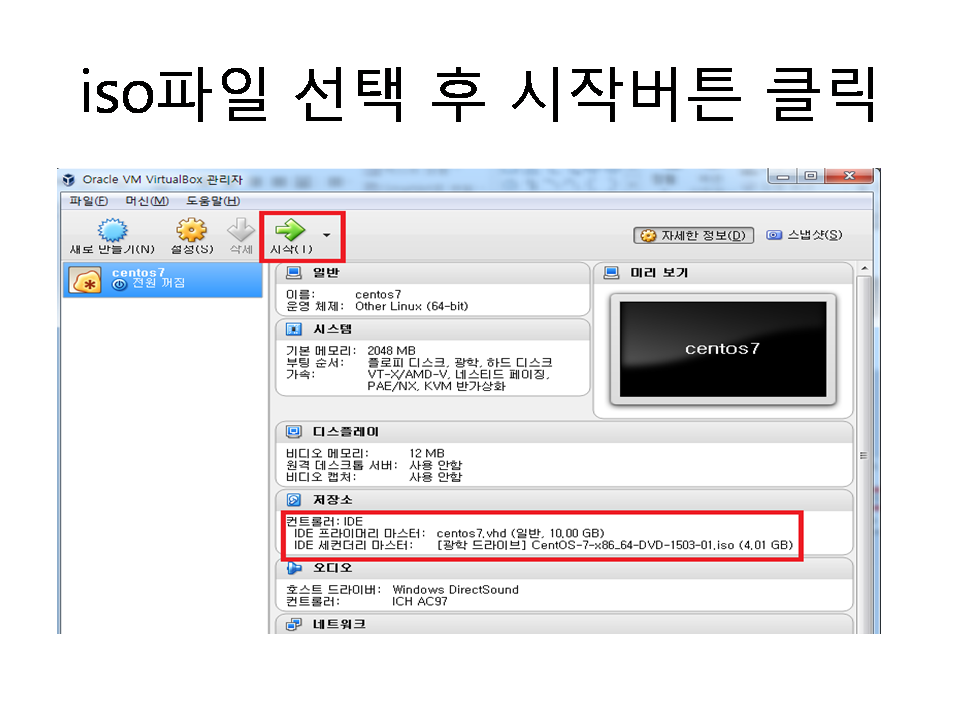 iso파일 선택 후 시작버튼 클릭
Oracle VM VirtualBox 관리자
파일(F) 머신(M) 도움말(H)
새로 만들기(N) 설정(S) 삭제 시작(T) 자세한 정보(D) 스냅샷(S)
centos7
전원 꺼짐
일반
이름: centos7
운영 체제: Other Linux (64-bit)
시스템
기본 메모리: 2048 MB
부팅 순서: 플로피 디스크, 광학, 하드 디스크
가속: VT-X/AMD-V, 네스티드 페이징,
PAE/NX, KVM 반가상화
미리 보기
centos7
디스플레이
비디오 메모리: 12 MB
원격 데스크톱 서버: 사용 안함
비디오 캡처: 사용 안함
저장소
컨트롤러: IDE
IDE 프라이머리 마스터: centos7.vhd (일반, 10.00 GB)
IDE 세컨더리 마스터: [광학 드라이브] CentOS-7-x86_64-DVD-1503-01.iso (4.01 GB)
오디오
호스트 드라이버: Windows DirectSound
컨트롤러: ICH AC97
네트워크